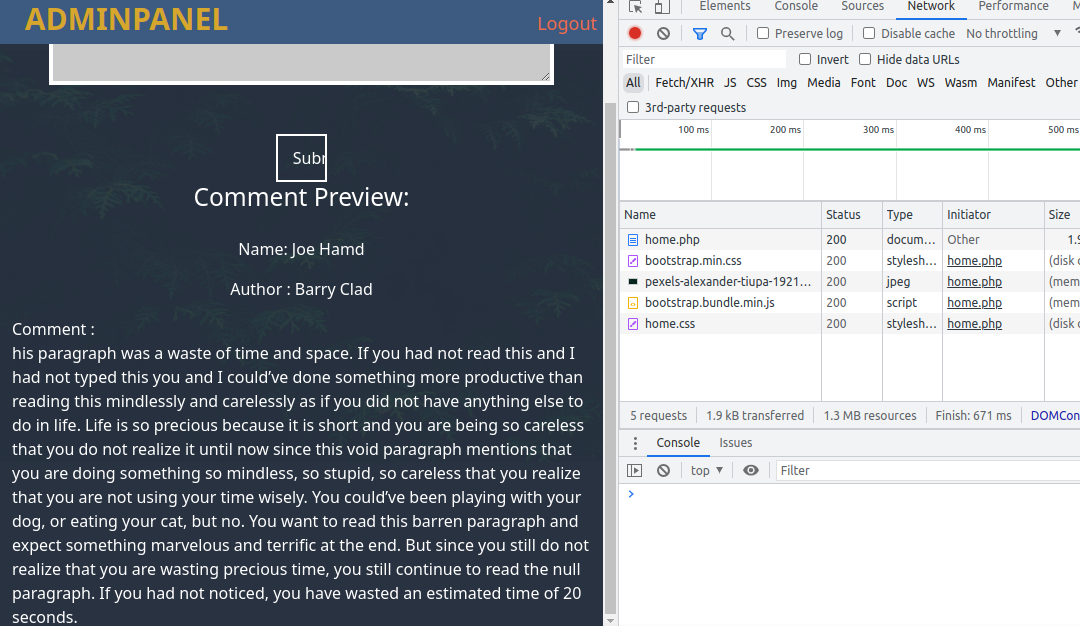 ADMINPANEL
Logout
Subr
Comment Preview:
Name: Joe Hamd
Author : Barry Clad
Comment :
his paragraph was a waste of time and space. If you had not read this and I
had not typed this you and I could’ve done something more productive than
reading this mindlessly and carelessly as if you did not have anything else to
do in life. Life is so precious because it is short and you are being so careless
that you do not realize it until now since this void paragraph mentions that
you are doing something so mindless, so stupid, so careless that you realize
that you are not using your time wisely. You could’ve been playing with your
dog, or eating your cat, but no. You want to read this barren paragraph and
expect something marvelous and terrific at the end. But since you still do not
realize that you are wasting precious time, you still continue to read the null
paragraph. If you had not noticed, you have wasted an estimated time of 20
seconds.
Elements Console Sources Network Performance M
Preserve log Disable cache No throttling
Filter Invert Hide data URLs
All Fetch/XHR JS CSS Img Media Font Doc WS Wasm Manifest Other
3rd-party requests
100 ms 200 ms 300 ms 400 ms 500 ms
Name Status Type Initiator Size
home.php 200 docum... Other 1.9
bootstrap.min.css 200 stylesh... home.php (disk c
pexels-alexander-tiupa-1921... 200 jpeg home.php (mem
bootstrap.bundle.min.js 200 script home.php (mem
home.css 200 stylesh... home.php (disk c
5 requests 1.9 kB transferred 1.3 MB resources Finish: 671 ms DOMCon
Console Issues
top Filter